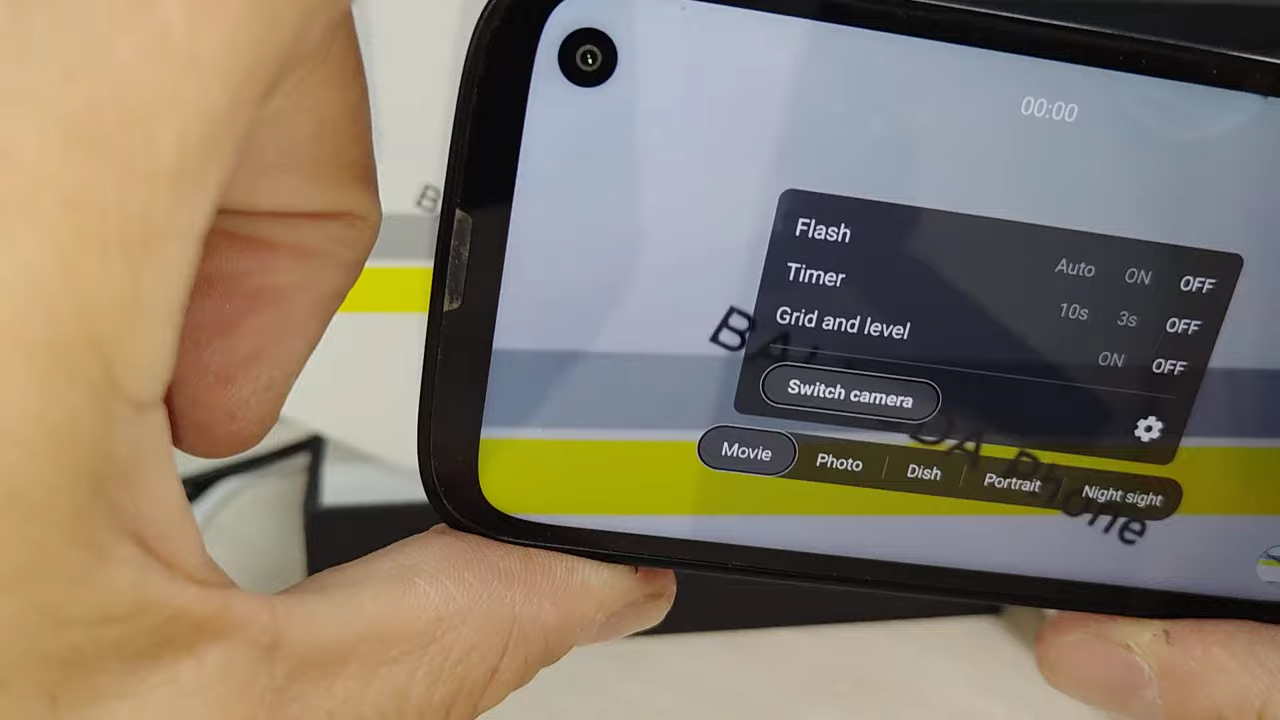 B
00:00
Flash
Auto ON OFF
Timer
10s 3s OFF
Grid and level
ON OFF
Switch camera
Movie Photo Dish Portrait Night sight
Phone